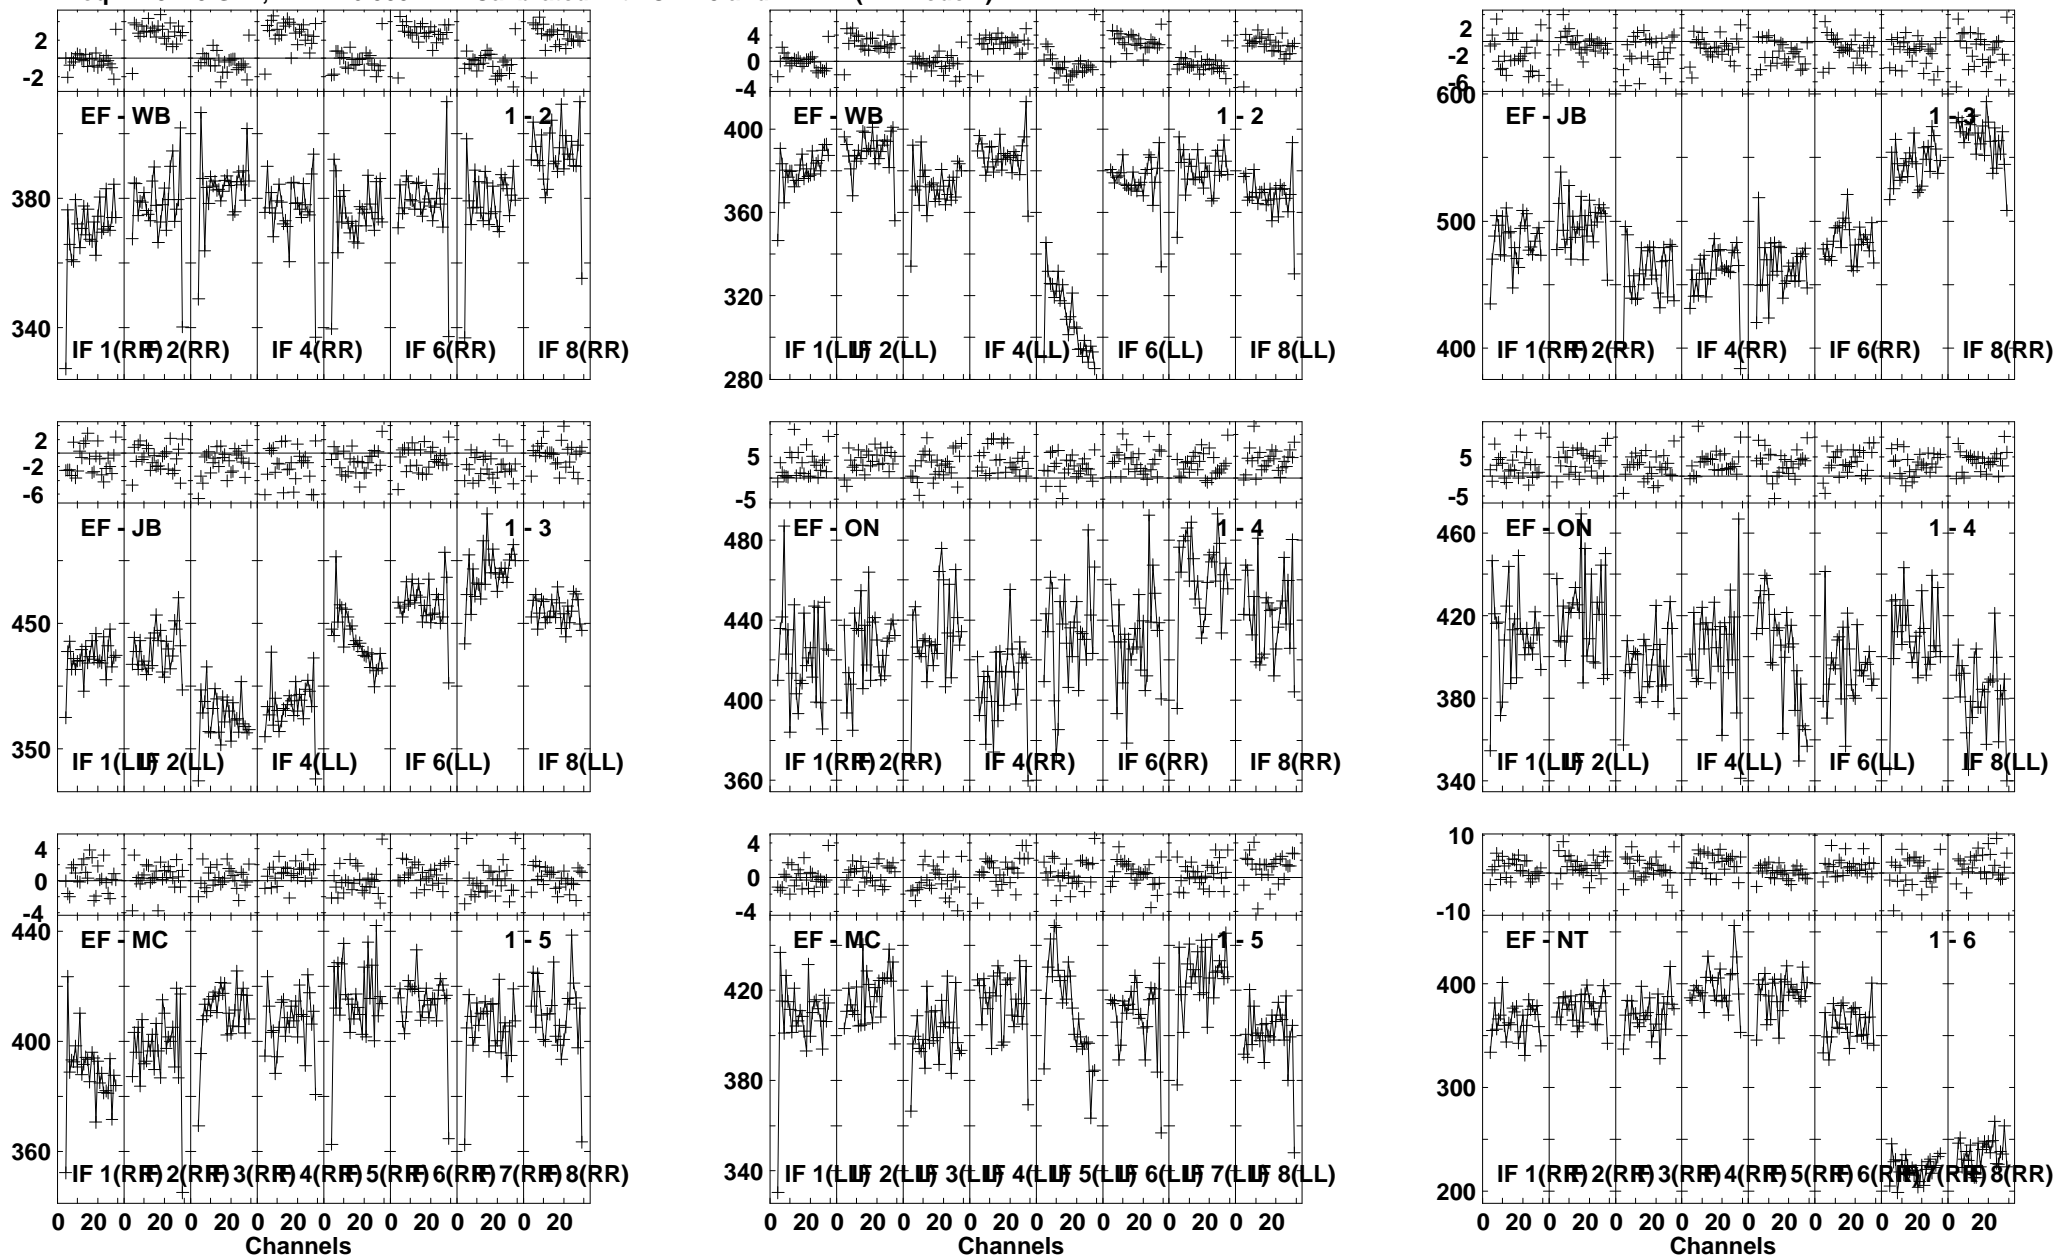 2
-2
EF - WB
1 - 2
380
340
IF 1(RR)
IF 2(RR)
IF 4(RR)
IF 6(RR)
IF 8(RR)
4
0
-4
EF - WB
1 - 2
400
360
320
280
IF 1(LL)
IF 2(LL)
IF 4(LL)
IF 6(LL)
IF 8(LL)
2
-2
-6
EF - JB
1 - 3
600
500
400
IF 1(RR)
IF 2(RR)
IF 4(RR)
IF 6(RR)
IF 8(RR)
2
-2
-6
EF - JB
1 - 3
450
350
IF 1(LL)
IF 2(LL)
IF 4(LL)
IF 6(LL)
IF 8(LL)
5
-5
EF - ON
1 - 4
480
440
400
360
IF 1(RR)
IF 2(RR)
IF 4(RR)
IF 6(RR)
IF 8(RR)
5
-5
EF - ON
1 - 4
460
420
380
340
IF 1(LL)
IF 2(LL)
IF 4(LL)
IF 6(LL)
IF 8(LL)
4
0
-4
EF - MC
1 - 5
440
400
360
IF 1(RR)
IF 2(RR)
IF 3(RR)
IF 4(RR)
IF 5(RR)
IF 6(RR)
IF 7(RR)
IF 8(RR)
0 20 0 20 0 20 0 20 0 20 0 20 0 20 0 20
Channels
4
0
-4
EF - MC
1 - 5
420
380
340
IF 1(LL)
IF 2(LL)
IF 3(LL)
IF 4(LL)
IF 5(LL)
IF 6(LL)
IF 7(LL)
IF 8(LL)
0 20 0 20 0 20 0 20 0 20 0 20 0 20 0 20
Channels
10
-10
EF - NT
1 - 6
400
300
200
IF 1(RR)
IF 2(RR)
IF 3(RR)
IF 4(RR)
IF 5(RR)
IF 6(RR)
IF 7(RR)
IF 8(RR)
0 20 0 20 0 20 0 20 0 20 0 20 0 20 0 20
Channels